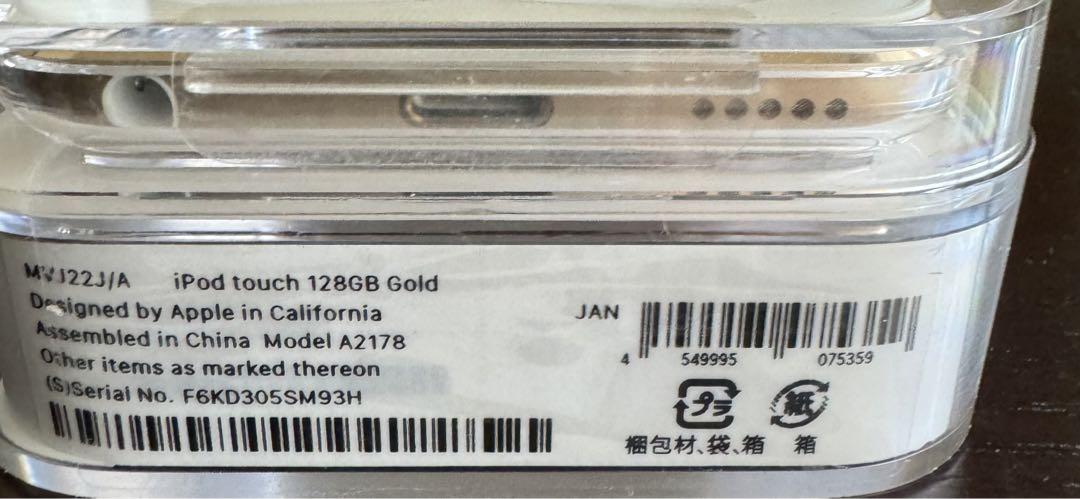 MVJ22J/A iPod touch 128GB Gold
Designed by Apple in California
Assembled in China Model A2178
Other items as marked thereon
(S)Serial No. F6KD305SM93H
JAN
4 549995 075359
プラ 紙
梱包材、袋、箱 箱